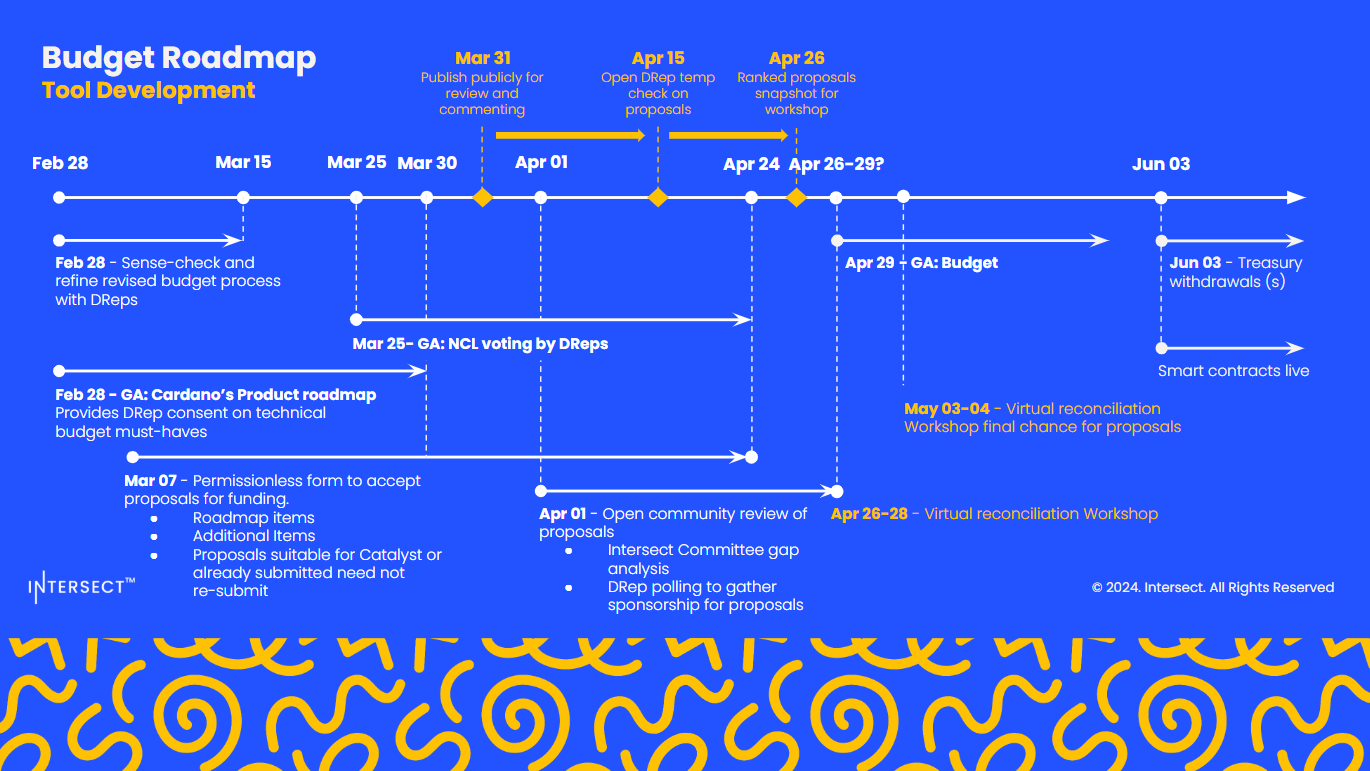 Budget Roadmap
Tool Development
Mar 31
Publish publicly for
review and
commenting
Apr 15
Open DRep temp
check on
proposals
Apr 26
Ranked proposals
snapshot for
workshop
Feb 28
Mar 15
Mar 25
Mar 30
Apr 01
Apr 24
Apr 26-29?
Jun 03
Feb 28 - Sense-check and
refine revised budget process
with DReps
Apr 29 - GA: Budget
Jun 03 - Treasury
withdrawals (s)
Mar 25- GA: NCL voting by DReps
Smart contracts live
Feb 28 - GA: Cardano’s Product roadmap
Provides DRep consent on technical
budget must-haves
May 03-04 - Virtual reconciliation
Workshop final chance for proposals
Mar 07 - Permissionless form to accept
proposals for funding.
● Roadmap items
● Additional Items
● Proposals suitable for Catalyst or
already submitted need not
re-submit
Apr 01 - Open community review of
proposals
● Intersect Committee gap
analysis
● DRep polling to gather
sponsorship for proposals
Apr 26-28 - Virtual reconciliation Workshop
INTERSECT™
© 2024. Intersect. All Rights Reserved